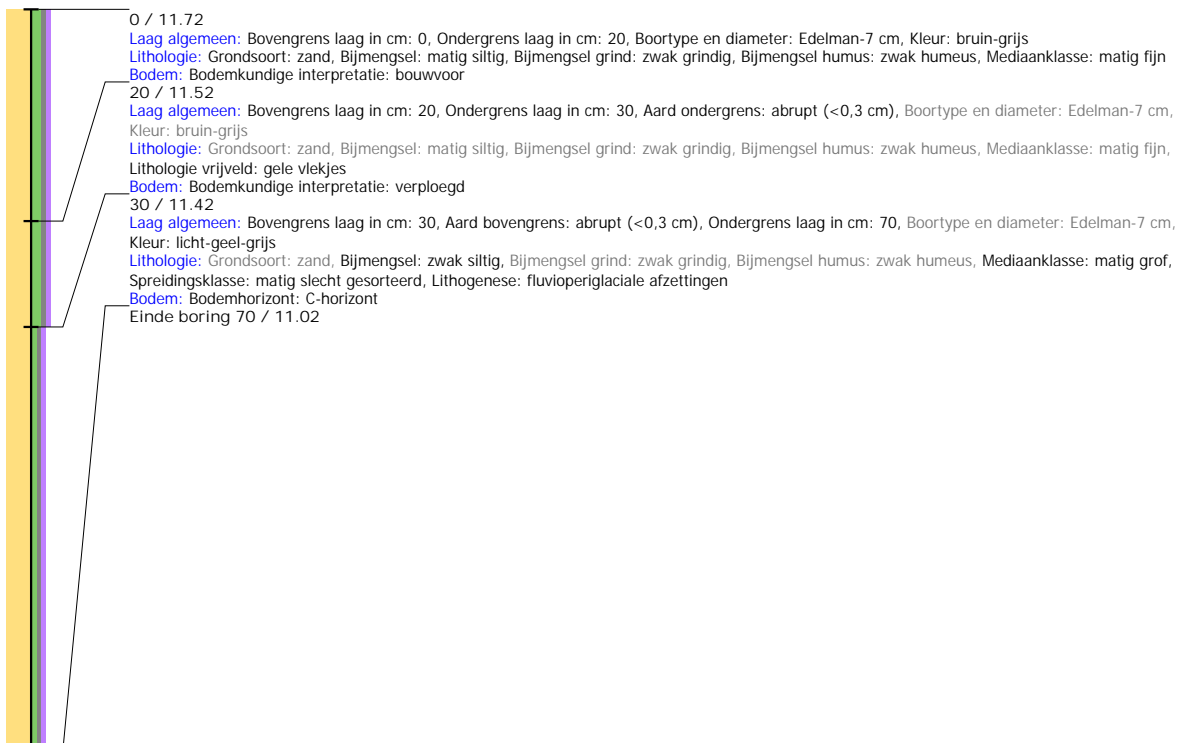 0 / 11.72
Laag algemeen: Bovengrens laag in cm: 0, Ondergrens laag in cm: 20, Boortype en diameter: Edelman-7 cm, Kleur: bruin-grijs
Lithologie: Grondsoort: zand, Bijmengsel: matig siltig, Bijmengsel grind: zwak grindig, Bijmengsel humus: zwak humeus, Mediaanklasse: matig fijn
Bodem: Bodemkundige interpretatie: bouwvoor
20 / 11.52
Laag algemeen: Bovengrens laag in cm: 20, Ondergrens laag in cm: 30, Aard ondergrens: abrupt (<0,3 cm), Boortype en diameter: Edelman-7 cm,
Kleur: bruin-grijs
Lithologie: Grondsoort: zand, Bijmengsel: matig siltig, Bijmengsel grind: zwak grindig, Bijmengsel humus: zwak humeus, Mediaanklasse: matig fijn,
Lithologie vrijveld: gele vlekjes
Bodem: Bodemkundige interpretatie: verploegd
30 / 11.42
Laag algemeen: Bovengrens laag in cm: 30, Aard bovengrens: abrupt (<0,3 cm), Ondergrens laag in cm: 70, Boortype en diameter: Edelman-7 cm,
Kleur: licht-geel-grijs
Lithologie: Grondsoort: zand, Bijmengsel: zwak siltig, Bijmengsel grind: zwak grindig, Bijmengsel humus: zwak humeus, Mediaanklasse: matig grof,
Spreidingsklasse: matig slecht gesorteerd, Lithogenese: fluvioperiglaciale afzettingen
Bodem: Bodemhorizont: C-horizont
Einde boring 70 / 11.02